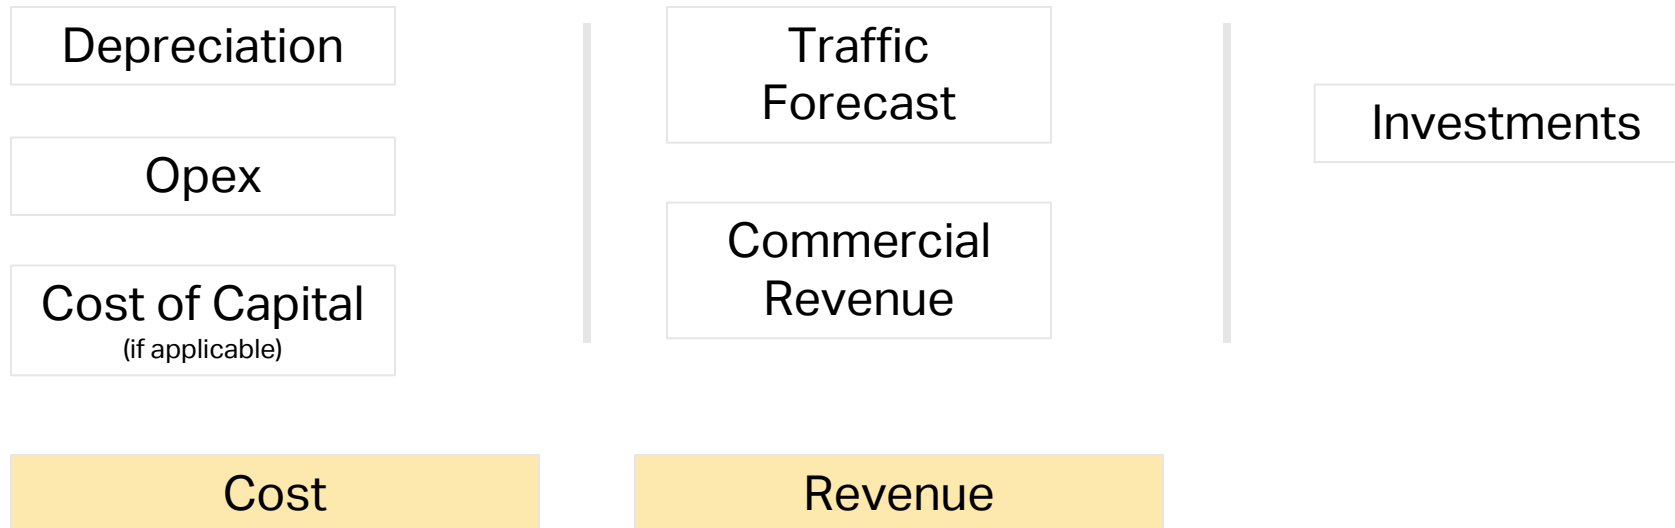 Depreciation
Opex
Cost of Capital
(if applicable)
Traffic
Forecast
Commercial
Revenue
Investments
Cost
Revenue